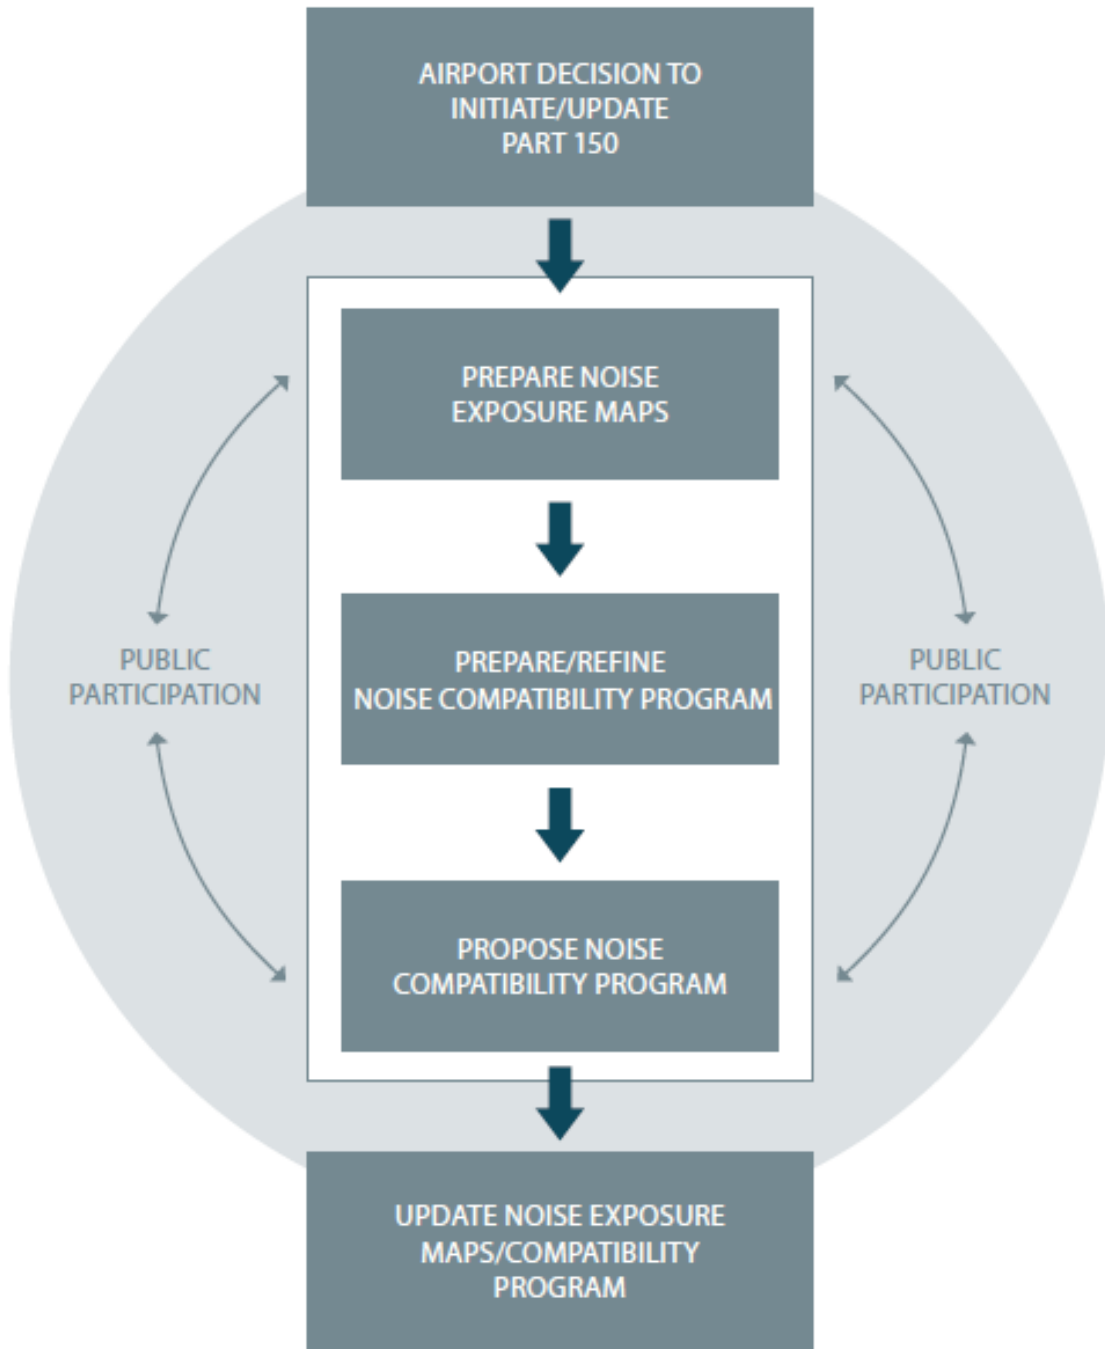 AIRPORT DECISION TO
INITIATE/UPDATE
PART 150
PREPARE NOISE
EXPOSURE MAPS
PREPARE/REFINE
NOISE COMPATIBILITY PROGRAM
PUBLIC
PARTICIPATION
PUBLIC
PARTICIPATION
PROPOSE NOISE
COMPATIBILITY PROGRAM
UPDATE NOISE EXPOSURE
MAPS/COMPATIBILITY
PROGRAM